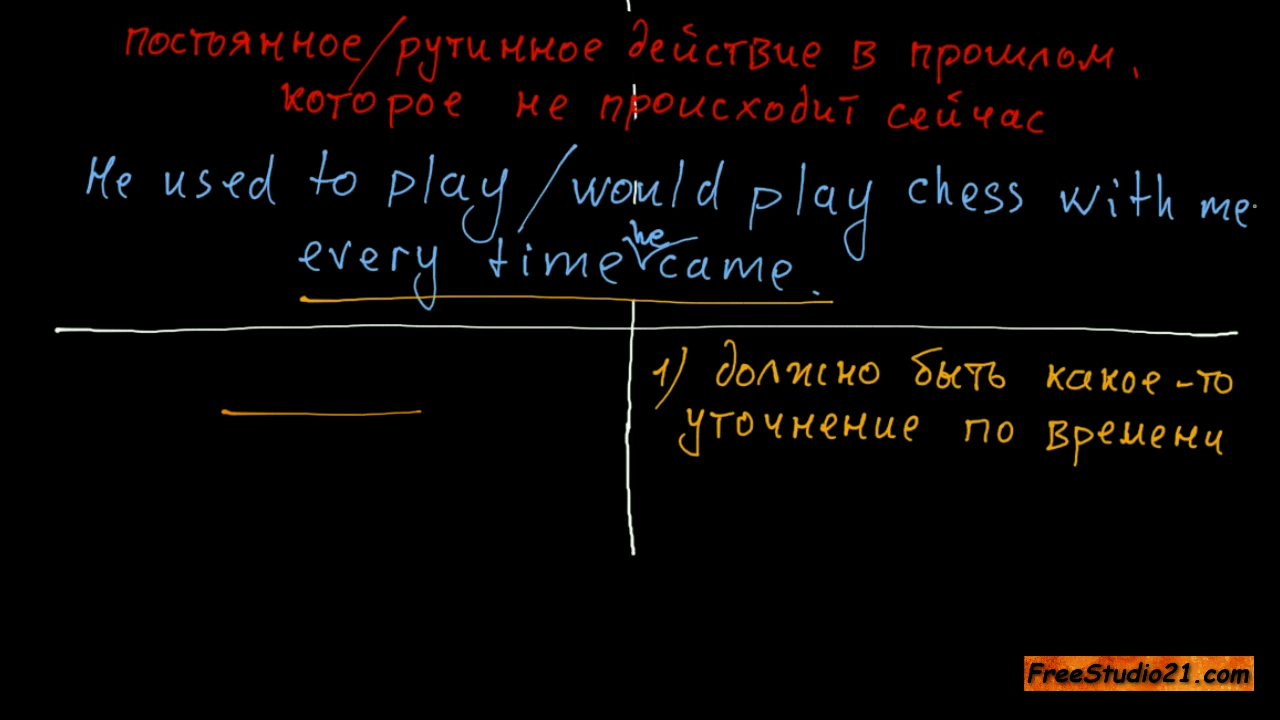 постоянное/рутинное действие в прошлом,
которое не происходит сейчас
He used to play/would play chess with me
every time he came.
1) должно быть какое-то
уточнение по времени
FreeStudio21.com